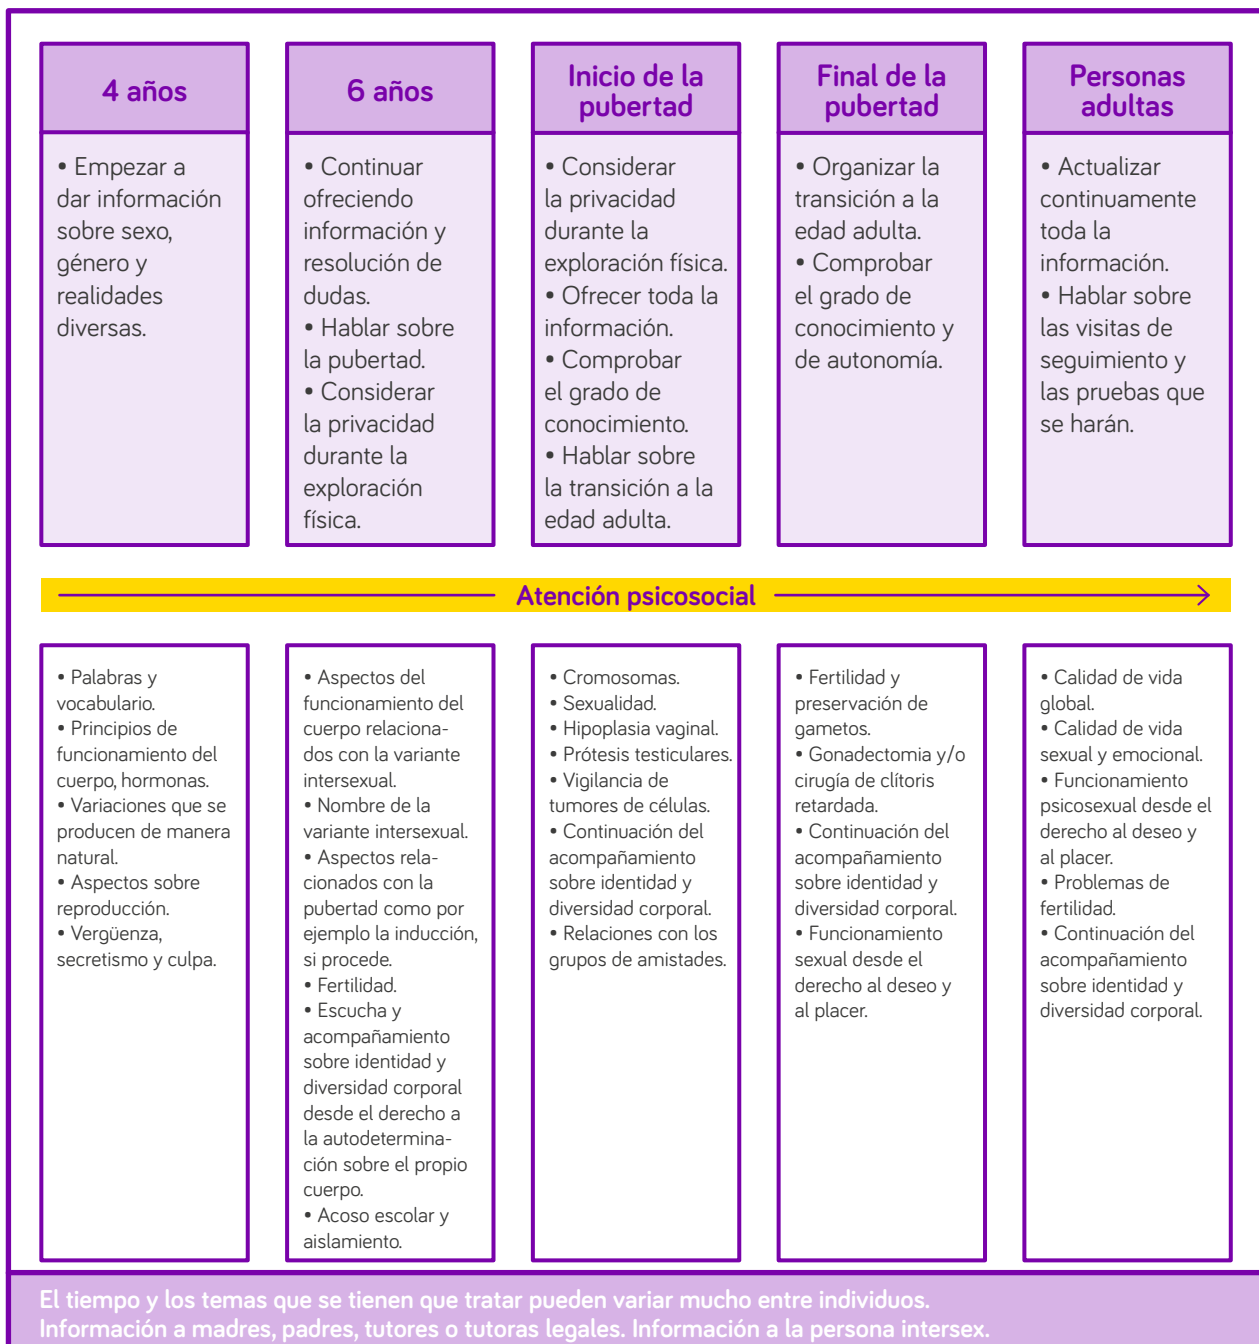 4 años
• Empezar a
dar información
sobre sexo,
género y
realidades
diversas.
6 años
• Continuar
ofreciendo
información y
resolución de
dudas.
• Hablar sobre
la pubertad.
• Considerar
la privacidad
durante la
exploración
física.
Inicio de la
pubertad
• Considerar
la privacidad
durante la
exploración física.
• Ofrecer toda la
información.
• Comprobar
el grado de
conocimiento.
• Hablar sobre
la transición a la
edad adulta.
Final de la
pubertad
• Organizar la
transición a la
edad adulta.
• Comprobar
el grado de
conocimiento y
de autonomía.
Personas
adultas
• Actualizar
continuamente
toda la
información.
• Hablar sobre
las visitas de
seguimiento y
las pruebas que
se harán.
Atención psicosocial
• Palabras y
vocabulario.
• Principios de
funcionamiento del
cuerpo, hormonas.
• Variaciones que se
producen de manera
natural.
• Aspectos sobre
reproducción.
• Vergüenza,
secretismo y culpa.
• Aspectos del
funcionamiento del
cuerpo relaciona-
dos con la variante
intersexual.
• Nombre de la
variante intersexual.
• Aspectos rela-
cionados con la
pubertad como por
ejemplo la inducción,
si procede.
• Fertilidad.
• Escucha y
acompañamiento
sobre identidad y
diversidad corporal
desde el derecho a
la autodetermina-
ción sobre el propio
cuerpo.
• Acoso escolar y
aislamiento.
• Cromosomas.
• Sexualidad.
• Hipoplasia vaginal.
• Prótesis testiculares.
• Vigilancia de
tumores de células.
• Continuación del
acompañamiento
sobre identidad y
diversidad corporal.
• Relaciones con los
grupos de amistades.
• Fertilidad y
preservación de
gametos.
• Gonadectomia y/o
cirugía de clítoris
retardada.
• Continuación del
acompañamiento
sobre identidad y
diversidad corporal.
• Funcionamiento
sexual desde el
derecho al deseo y
al placer.
• Calidad de vida
global.
• Calidad de vida
sexual y emocional.
• Funcionamiento
psicosexual desde el
derecho al deseo y
al placer.
• Problemas de
fertilidad.
• Continuación del
acompañamiento
sobre identidad y
diversidad corporal.
El tiempo y los temas que se tienen que tratar pueden variar mucho entre individuos.
Información a madres, padres, tutores o tutoras legales. Información a la persona intersex.